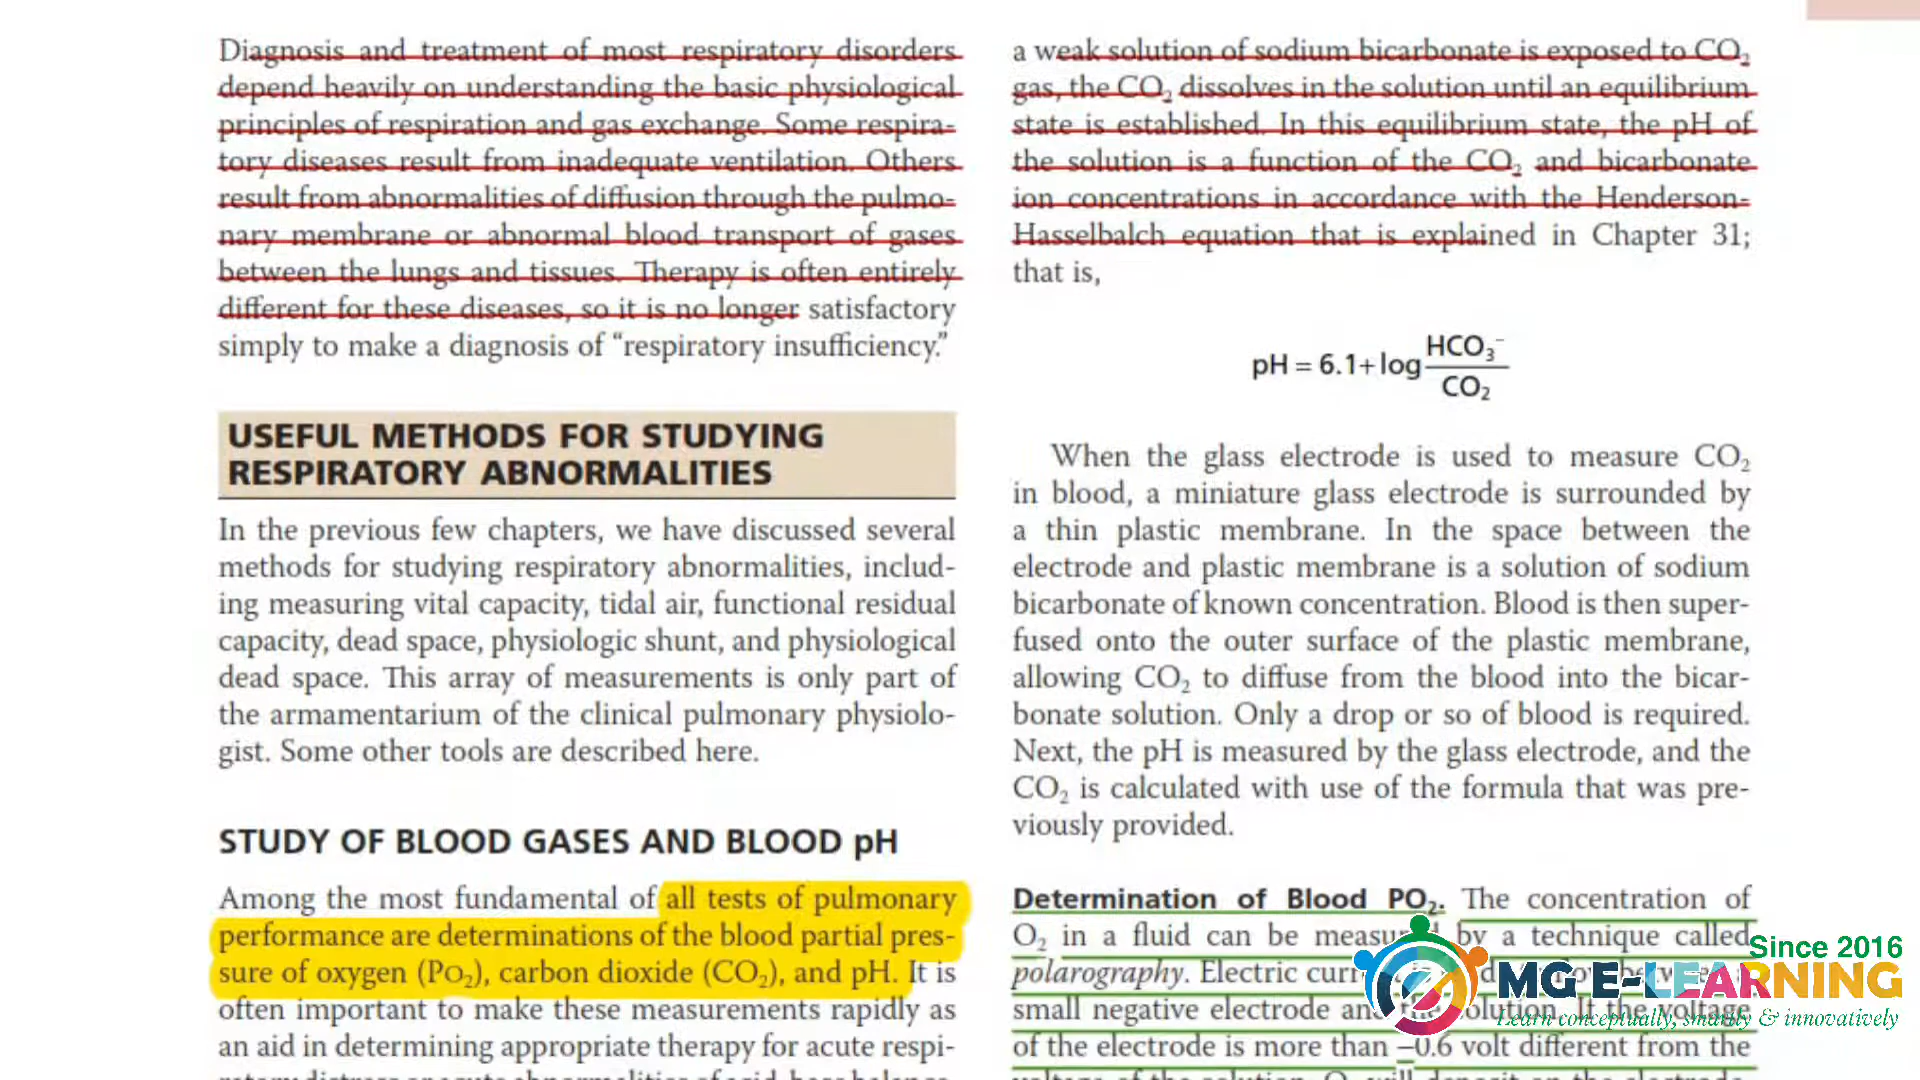 Diagnosis and treatment of most respiratory disorders
depend heavily on understanding the basic physiological
principles of respiration and gas exchange. Some respira-
tory diseases result from inadequate ventilation. Others
result from abnormalities of diffusion through the pulmo-
nary membrane or abnormal blood transport of gases
between the lungs and tissues. Therapy is often entirely
different for these diseases, so it is no longer satisfactory
simply to make a diagnosis of “respiratory insufficiency.”
USEFUL METHODS FOR STUDYING
RESPIRATORY ABNORMALITIES
In the previous few chapters, we have discussed several
methods for studying respiratory abnormalities, includ-
ing measuring vital capacity, tidal air, functional residual
capacity, dead space, physiologic shunt, and physiological
dead space. This array of measurements is only part of
the armamentarium of the clinical pulmonary physiolo-
gist. Some other tools are described here.
STUDY OF BLOOD GASES AND BLOOD pH
Among the most fundamental of all tests of pulmonary
performance are determinations of the blood partial pres-
sure of oxygen (PO₂), carbon dioxide (CO₂), and pH. It is
often important to make these measurements rapidly as
an aid in determining appropriate therapy for acute respi-
a weak solution of sodium bicarbonate is exposed to CO₂
gas, the CO₂ dissolves in the solution until an equilibrium
state is established. In this equilibrium state, the pH of
the solution is a function of the CO₂ and bicarbonate
ion concentrations in accordance with the Henderson-
Hasselbalch equation that is explained in Chapter 31;
that is,
pH = 6.1+log HCO₃⁻
CO₂
When the glass electrode is used to measure CO₂
in blood, a miniature glass electrode is surrounded by
a thin plastic membrane. In the space between the
electrode and plastic membrane is a solution of sodium
bicarbonate of known concentration. Blood is then super-
fused onto the outer surface of the plastic membrane,
allowing CO₂ to diffuse from the blood into the bicar-
bonate solution. Only a drop or so of blood is required.
Next, the pH is measured by the glass electrode, and the
CO₂ is calculated with use of the formula that was pre-
viously provided.
Determination of Blood PO₂. The concentration of
O₂ in a fluid can be by a technique called
polarography. Electric
small negative electrode
of the electrode is more than –0.6 volt different from the
Since 2016
MG E-LEARNING
Learn conceptually, smartly & innovatively